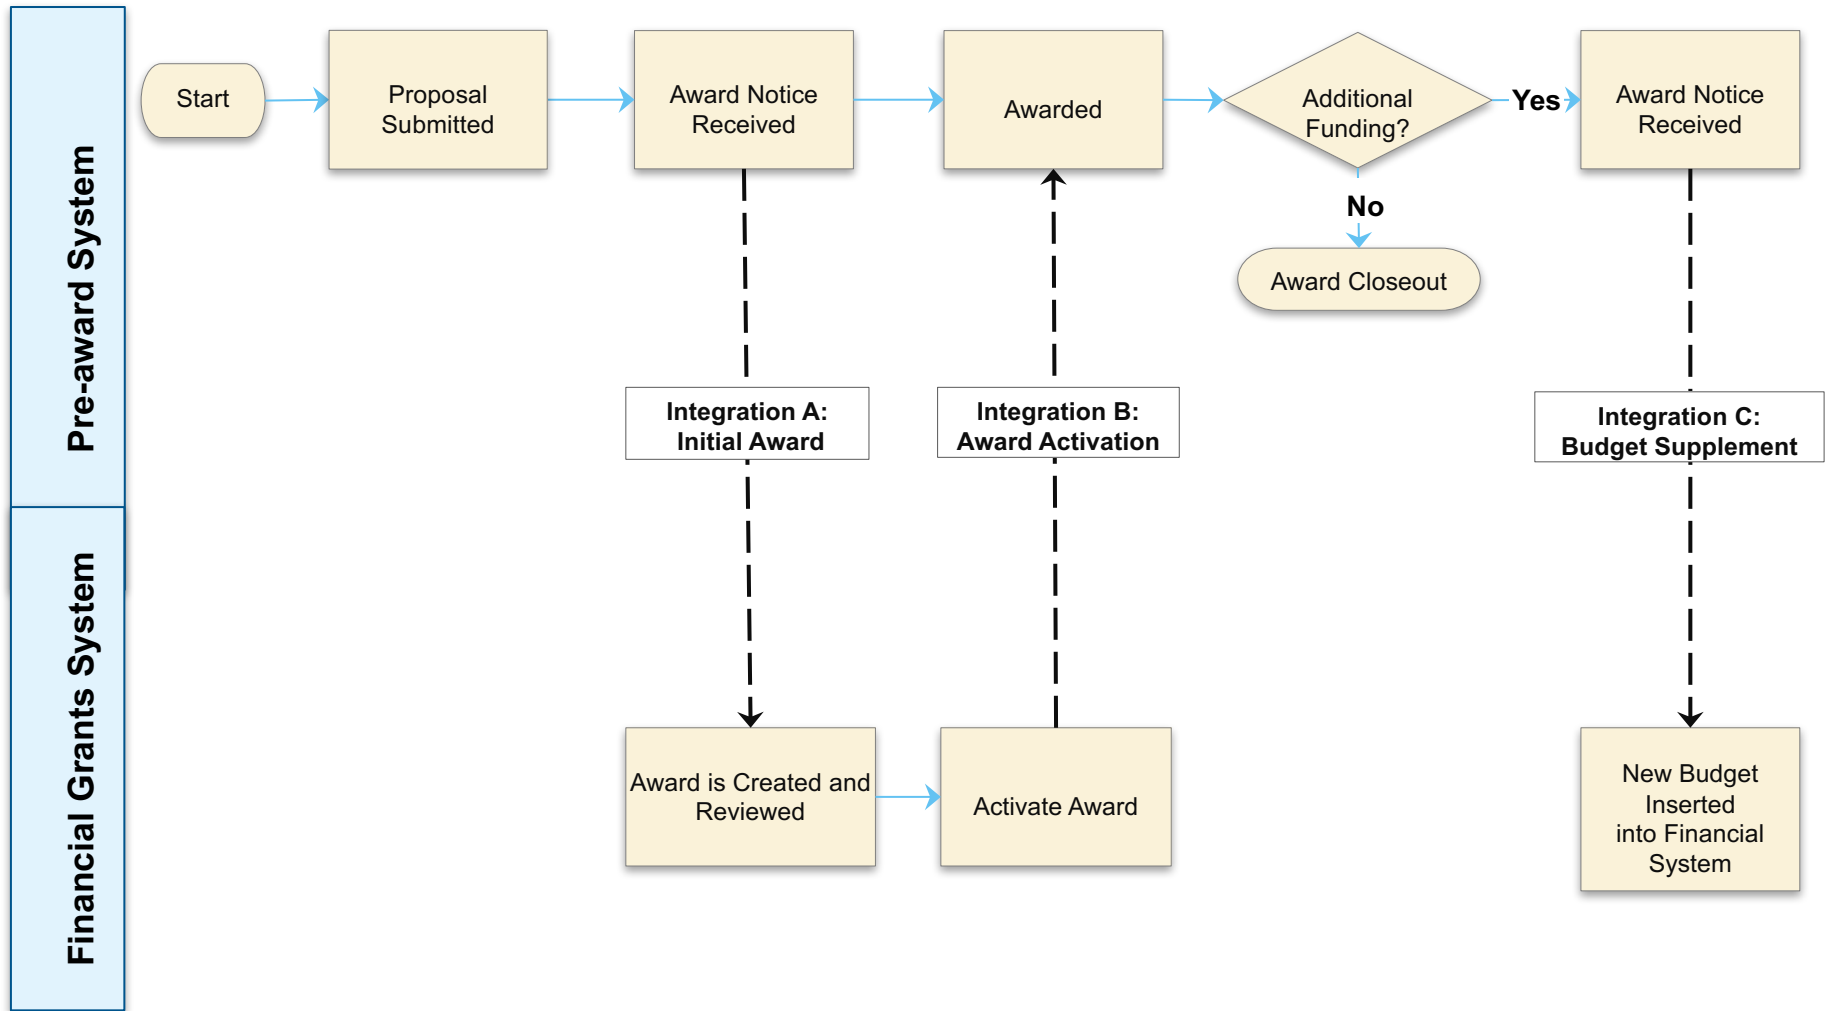 Pre-award System
Start
Proposal
Submitted
Award Notice
Received
Awarded
Additional
Funding?
Yes
Award Notice
Received
No
Award Closeout
Integration A:
Initial Award
Integration B:
Award Activation
Integration C:
Budget Supplement
Financial Grants System
Award is Created and
Reviewed
Activate Award
New Budget
Inserted
into Financial
System